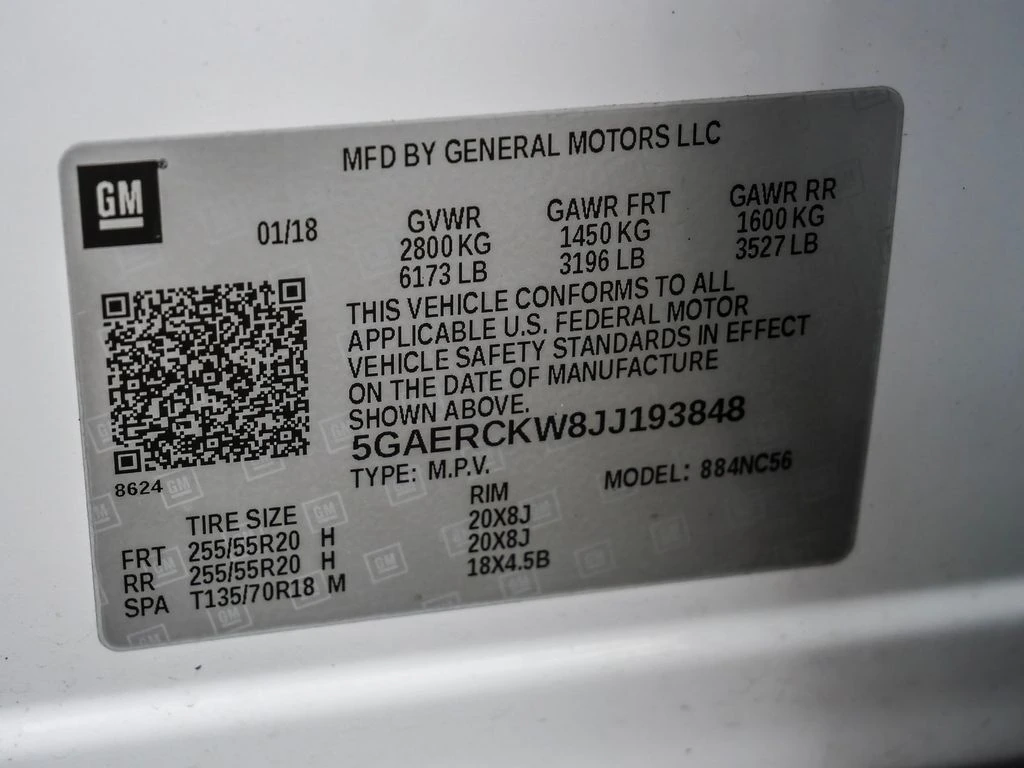 MFD BY GENERAL MOTORS LLC
GM
01/18
GVWR
2800 KG
6173 LB
GAWR FRT
1450 KG
3196 LB
GAWR RR
1600 KG
3527 LB
THIS VEHICLE CONFORMS TO ALL
APPLICABLE U.S. FEDERAL MOTOR
VEHICLE SAFETY STANDARDS IN EFFECT
ON THE DATE OF MANUFACTURE
SHOWN ABOVE.
5GAERCKW8JJ193848
TYPE: M.P.V.
MODEL: 884NC56
8624
TIRE SIZE
RIM
FRT 255/55R20 H 20X8J
RR 255/55R20 H 20X8J
SPA T135/70R18 M 18X4.5B